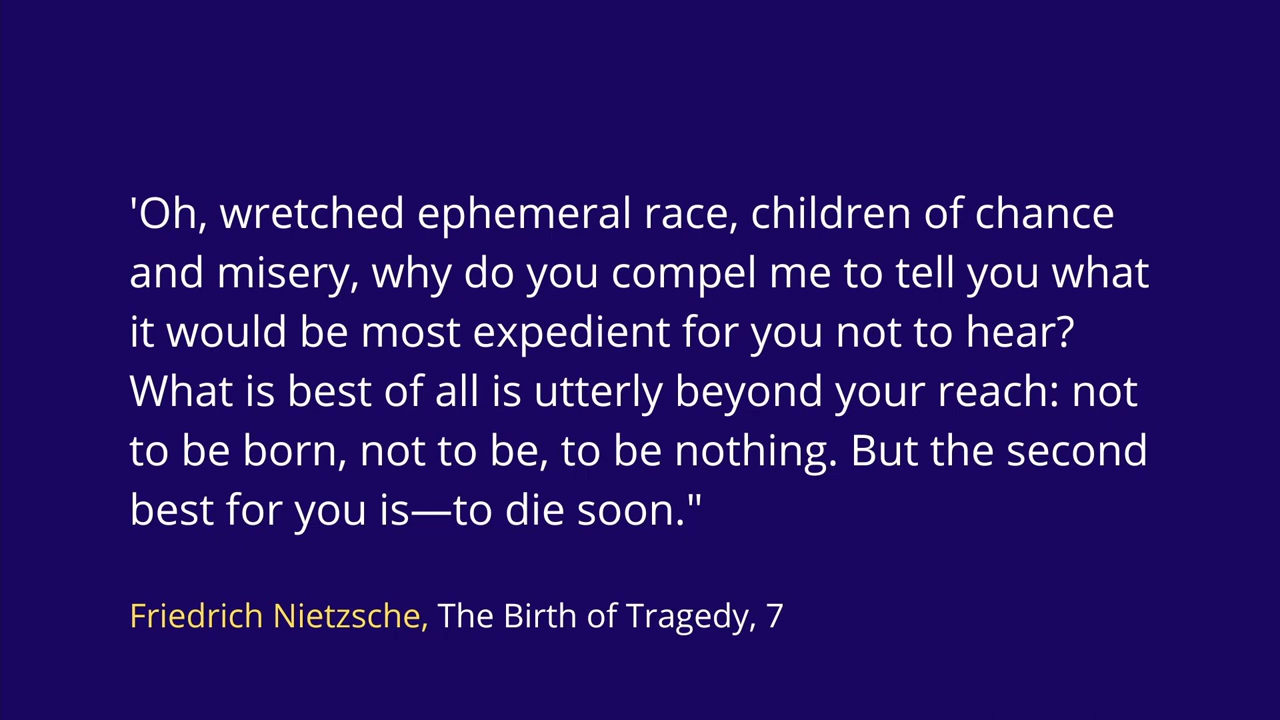 'Oh, wretched ephemeral race, children of chance
and misery, why do you compel me to tell you what
it would be most expedient for you not to hear?
What is best of all is utterly beyond your reach: not
to be born, not to be, to be nothing. But the second
best for you is—to die soon."
Friedrich Nietzsche, The Birth of Tragedy, 7